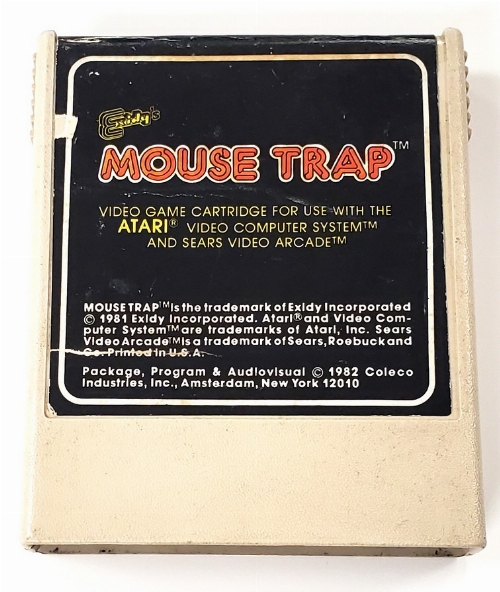 Exidy's
MOUSE TRAP™
VIDEO GAME CARTRIDGE FOR USE WITH THE
ATARI® VIDEO COMPUTER SYSTEM™
AND SEARS VIDEO ARCADE™
MOUSE TRAP™ is the trademark of Exidy Incorporated
© 1981 Exidy Incorporated. Atari® and Video Com-
puter System™ are trademarks of Atari, Inc. Sears
Video Arcade™ is a trademark of Sears, Roebuck and
Co. Printed in U.S.A.
Package, Program & Audiovisual © 1982 Coleco
Industries, Inc., Amsterdam, New York 12010